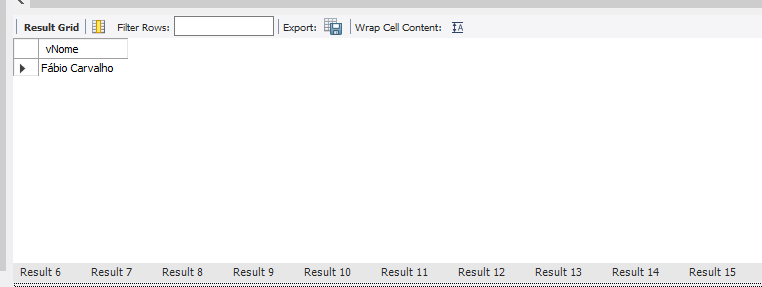 Result Grid Filter Rows: Export: Wrap Cell Content: IA
vNome
Fábio Carvalho
Result 6 Result 7 Result 8 Result 9 Result 10 Result 11 Result 12 Result 13 Result 14 Result 15